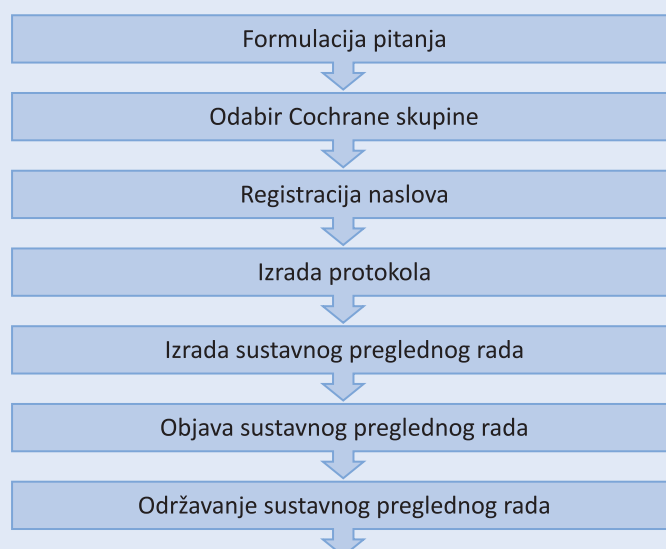 Formulacija pitanja
Odabir Cochrane skupine
Registracija naslova
Izrada protokola
Izrada sustavnog preglednog rada
Objava sustavnog preglednog rada
Održavanje sustavnog preglednog rada